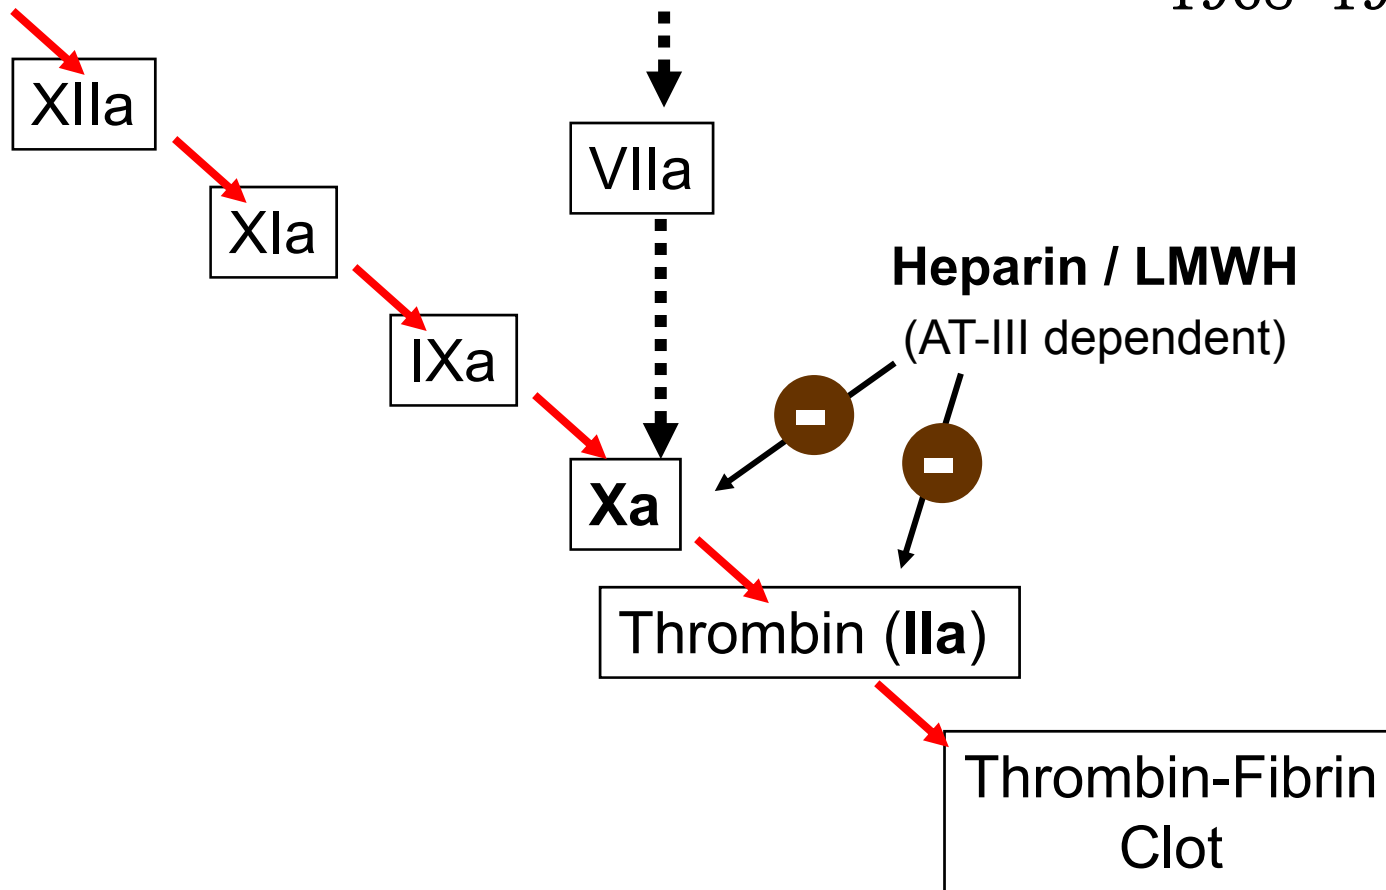 XIIa
VIIa
XIa
Heparin / LMWH
(AT-III dependent)
IXa
-
-
Xa
Thrombin (IIa)
Thrombin-Fibrin
Clot